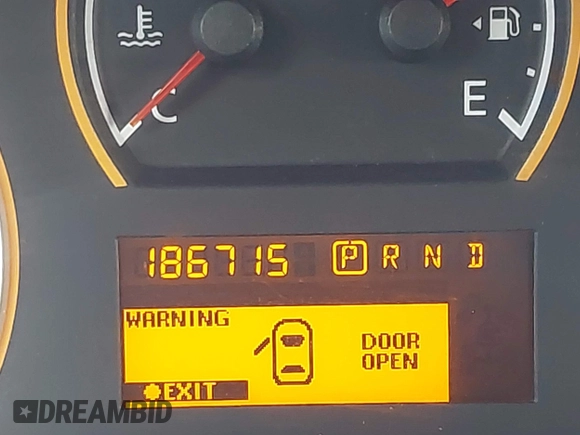 C
E
186715 P R N D
WARNING
DOOR
OPEN
EXIT
DREAMBID